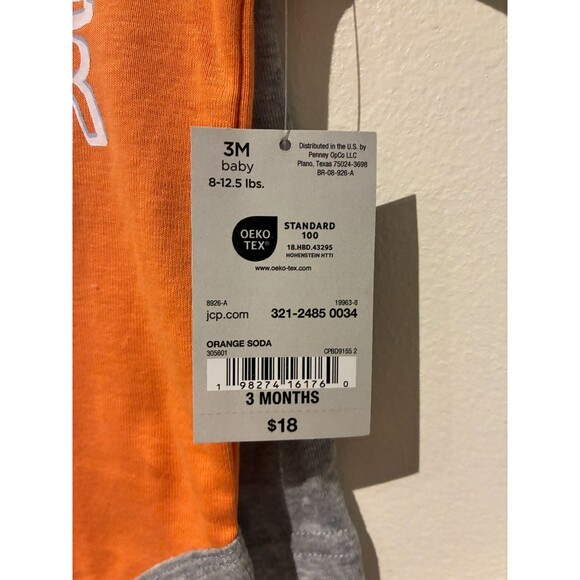 3M
baby
8-12.5 lbs.
Distributed in the U.S. by
Penney OpCo LLC
Plano, Texas 75024-3698
BR-08-926-A
OEKO
TEX®
STANDARD
100
18.HBD.43295
HOHENSTEIN HTTI
www.oeko-tex.com
8926-A 19963-8
jcp.com 321-2485 0034
ORANGE SODA
305601 CPBD9155 2
1 98274 16176 0
3 MONTHS
$18